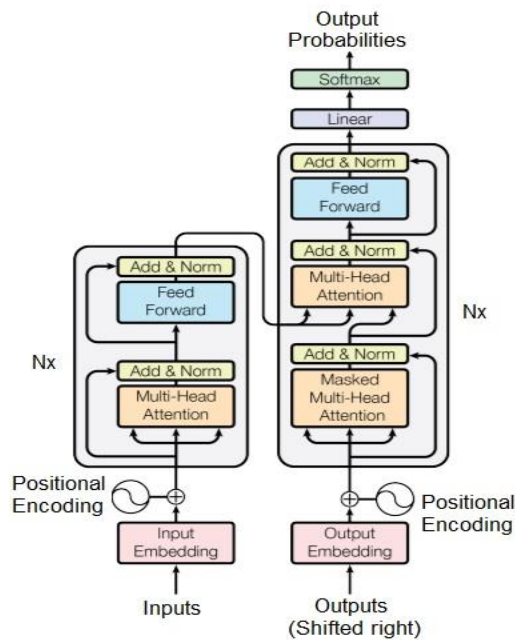 Output
Probabilities
Softmax
Linear
Add & Norm
Feed
Forward
Add & Norm
Multi-Head
Attention
Nx
Add & Norm
Masked
Multi-Head
Attention
Add & Norm
Feed
Forward
Nx
Add & Norm
Multi-Head
Attention
Positional
Encoding
Positional
Encoding
Input
Embedding
Output
Embedding
Inputs
Outputs
(Shifted right)